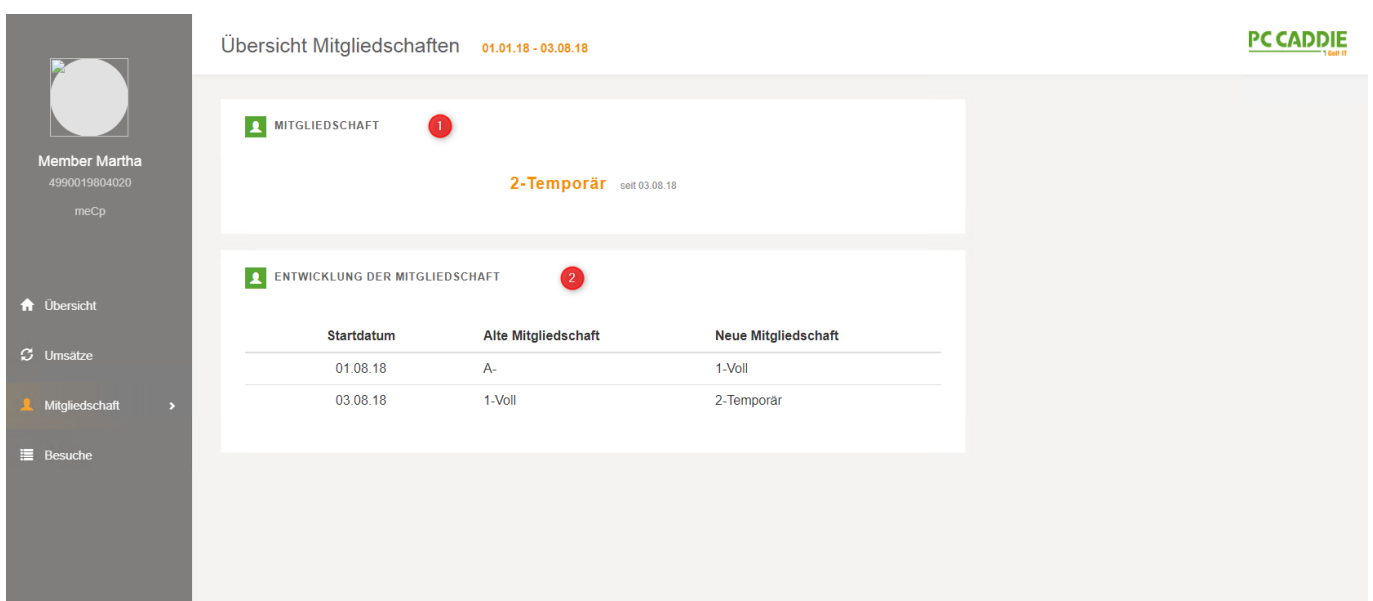 Übersicht Mitgliedschaften 01.01.18 - 03.08.18
PC CADDIE
1 Golf IT
Member Martha
4990019804020
meCp
Übersicht
Umsätze
Mitgliedschaft
Besuche
MITGLIEDSCHAFT 1
2-Temporär seit 03.08.18
ENTWICKLUNG DER MITGLIEDSCHAFT 2
Startdatum Alte Mitgliedschaft Neue Mitgliedschaft
01.08.18 A- 1-Voll
03.08.18 1-Voll 2-Temporär